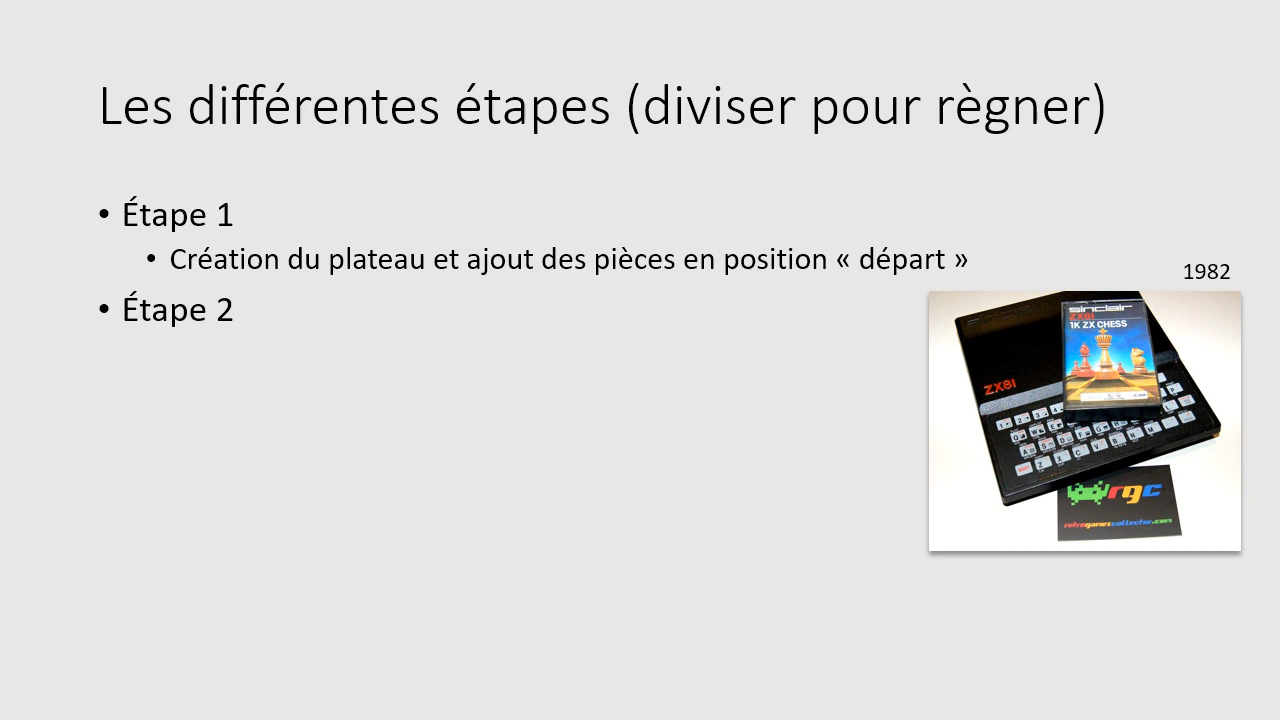 Les différentes étapes (diviser pour règner)
• Étape 1
• Création du plateau et ajout des pièces en position « départ »
• Étape 2
1982
sinclair
ZX81
1K ZX CHESS
ZX81
rgc
retrogamescollector.com